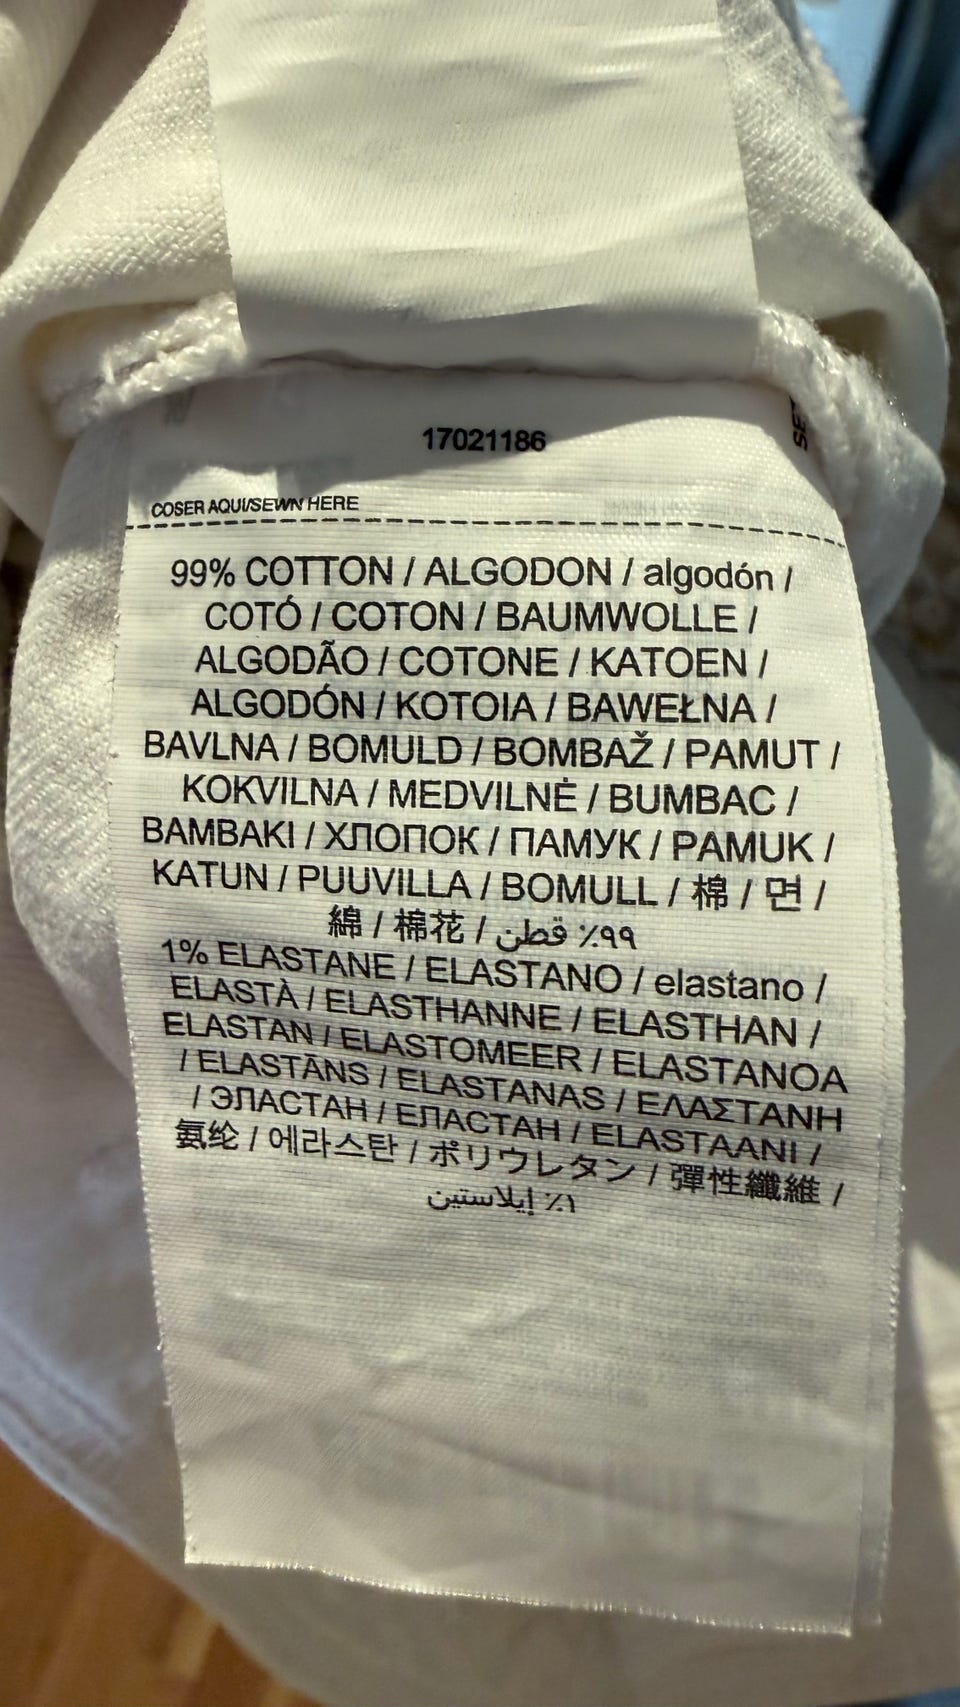 17021186
COSER AQUI/SEWN HERE
99% COTTON / ALGODON / algodón /
COTÓ / COTON / BAUMWOLLE /
ALGODÃO / COTONE / KATOEN /
ALGODÓN / KOTOIA / BAWEŁNA /
BAVLNA / BOMULD / BOMBAŽ / PAMUT /
KOKVILNA / MEDVILNĖ / BUMBAC /
BAMBAKI / ХЛОПОК / ПАМУК / PAMUK /
KATUN / PUUVILLA / BOMULL / 棉 / 면 /
綿 / 棉花 / ٩٩٪ قطن
1% ELASTANE / ELASTANO / elastano /
ELASTÀ / ELASTHANNE / ELASTHAN /
ELASTAN / ELASTOMEER / ELASTANOA
/ ELASTĀNS / ELASTANAS / ΕΛΑΣΤΑΝΗ
/ ЭЛАСТАН / ЕЛАСТАН / ELASTAANI /
氨纶 / 에라스탄 / ポリウレタン / 彈性纖維 /
١٪ إيلاستين